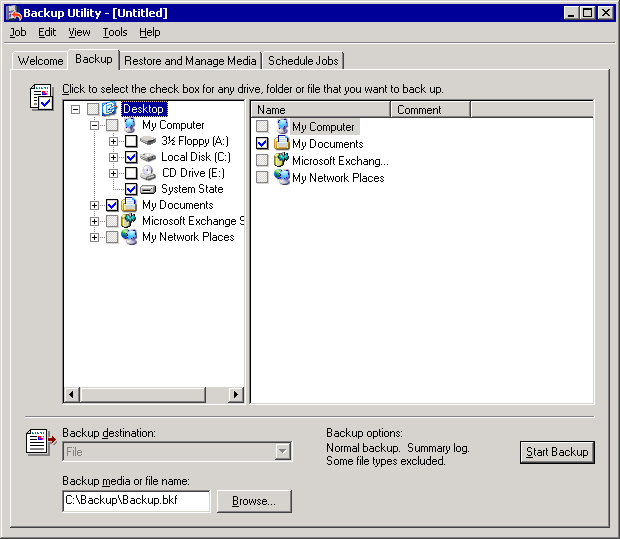 Backup Utility - [Untitled]
Job Edit View Tools Help
Welcome Backup Restore and Manage Media Schedule Jobs
Click to select the check box for any drive, folder or file that you want to back up.
Desktop
My Computer
3½ Floppy (A:)
Local Disk (C:)
CD Drive (E:)
System State
My Documents
Microsoft Exchange S
My Network Places
Name Comment
My Computer
My Documents
Microsoft Exchang...
My Network Places
Backup destination:
File
Backup media or file name:
C:\Backup\Backup.bkf
Browse...
Backup options:
Normal backup. Summary log.
Some file types excluded.
Start Backup